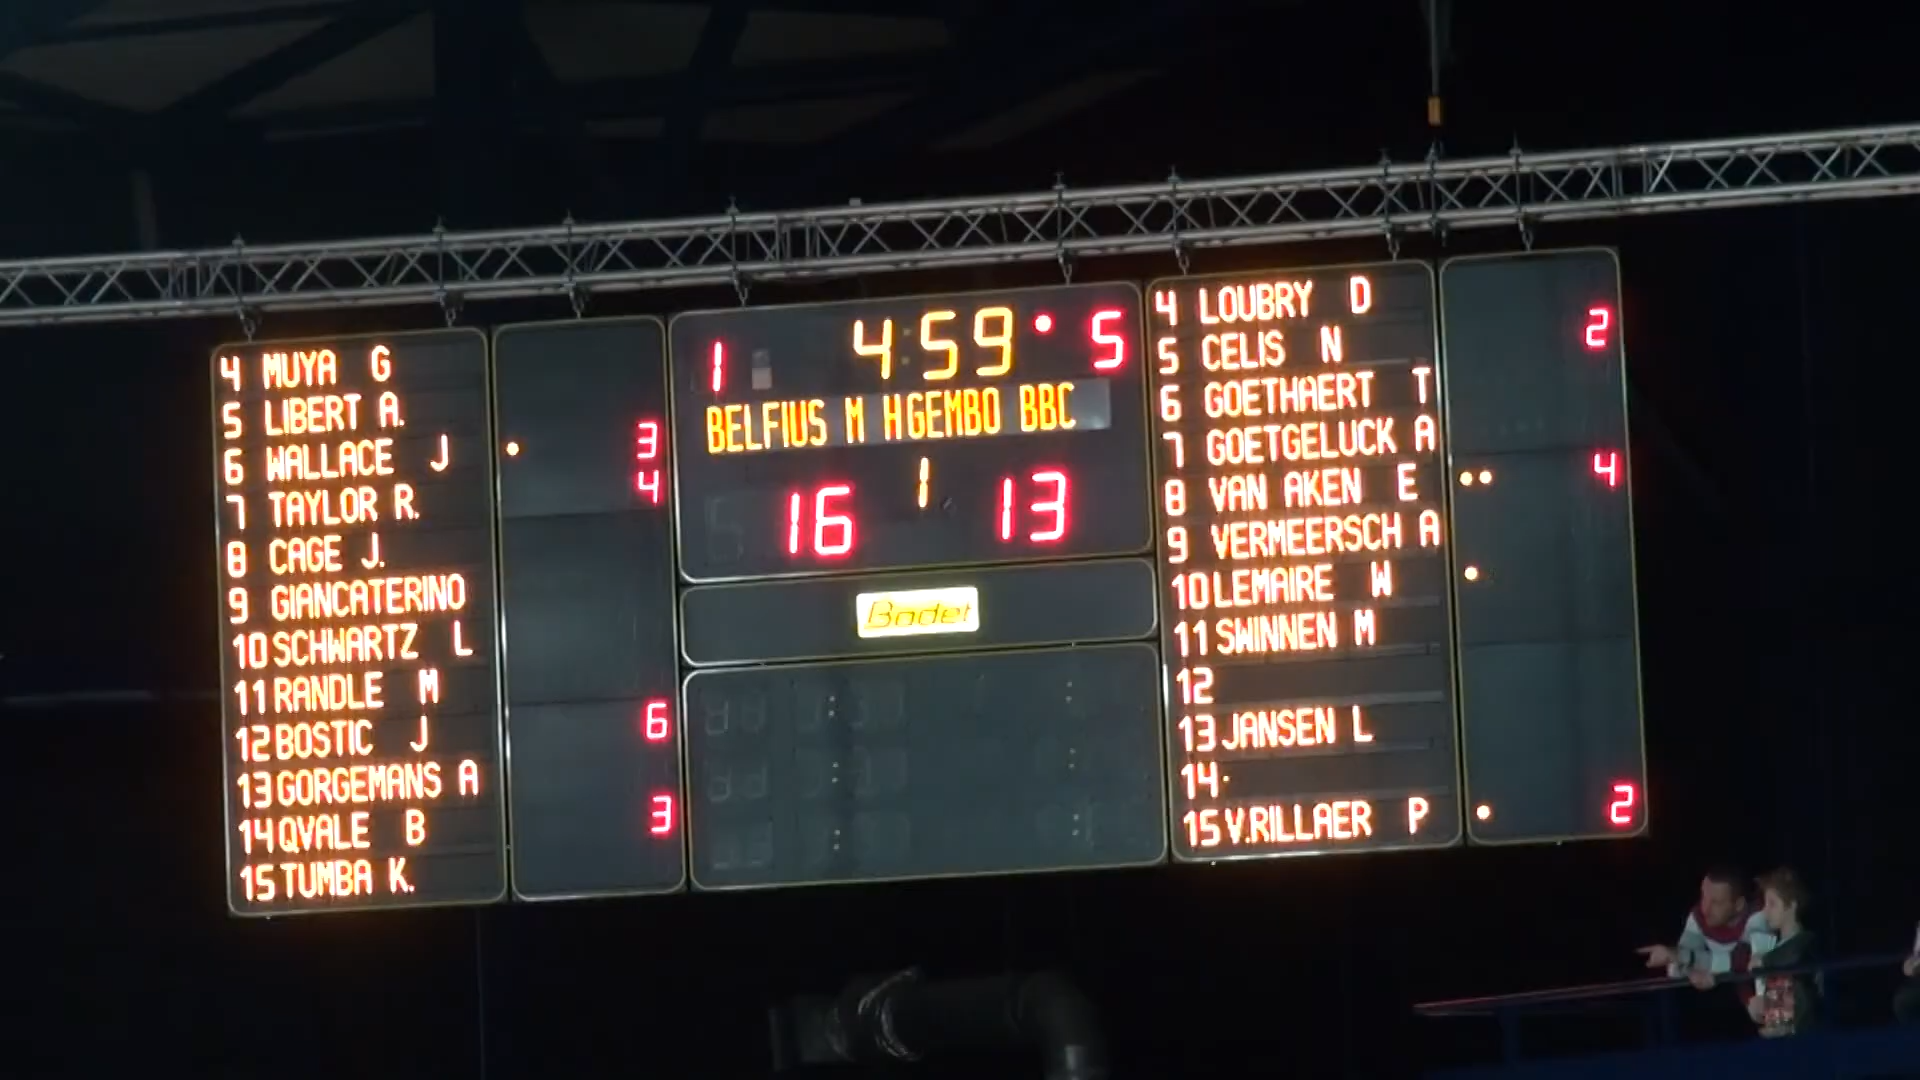 4 MUYA G
5 LIBERT A.
6 WALLACE J 3
7 TAYLOR R. 4
8 CAGE J.
9 GIANCATERINO
10 SCHWARTZ L
11 RANDLE M
12 BOSTIC J 6
13 GORGEMANS A
14 QVALE B 3
15 TUMBA K.
1 4:59 5
BELFIUS M HGEMBO BBC
16 1 13
Bodet
4 LOUBRY D
5 CELIS N 2
6 GOETHAERT T
7 GOETGELUCK A
8 VAN AKEN E 4
9 VERMEERSCH A
10 LEMAIRE W
11 SWINNEN M
12
13 JANSEN L
14.
15 V.RILLAER P 2